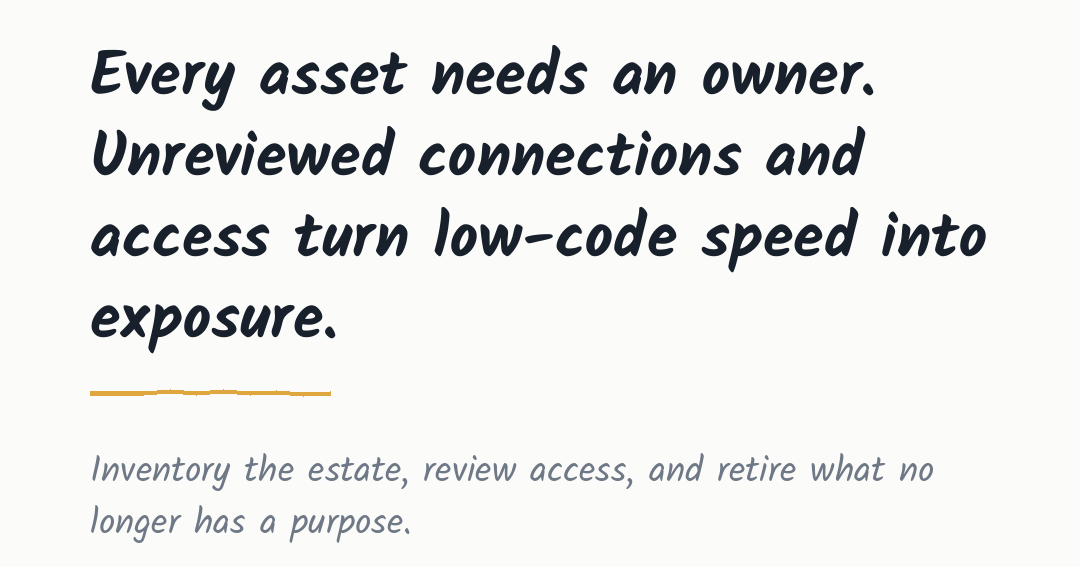 Every asset needs an owner.
Unreviewed connections and
access turn low-code speed into
exposure.
Inventory the estate, review access, and retire what no
longer has a purpose.